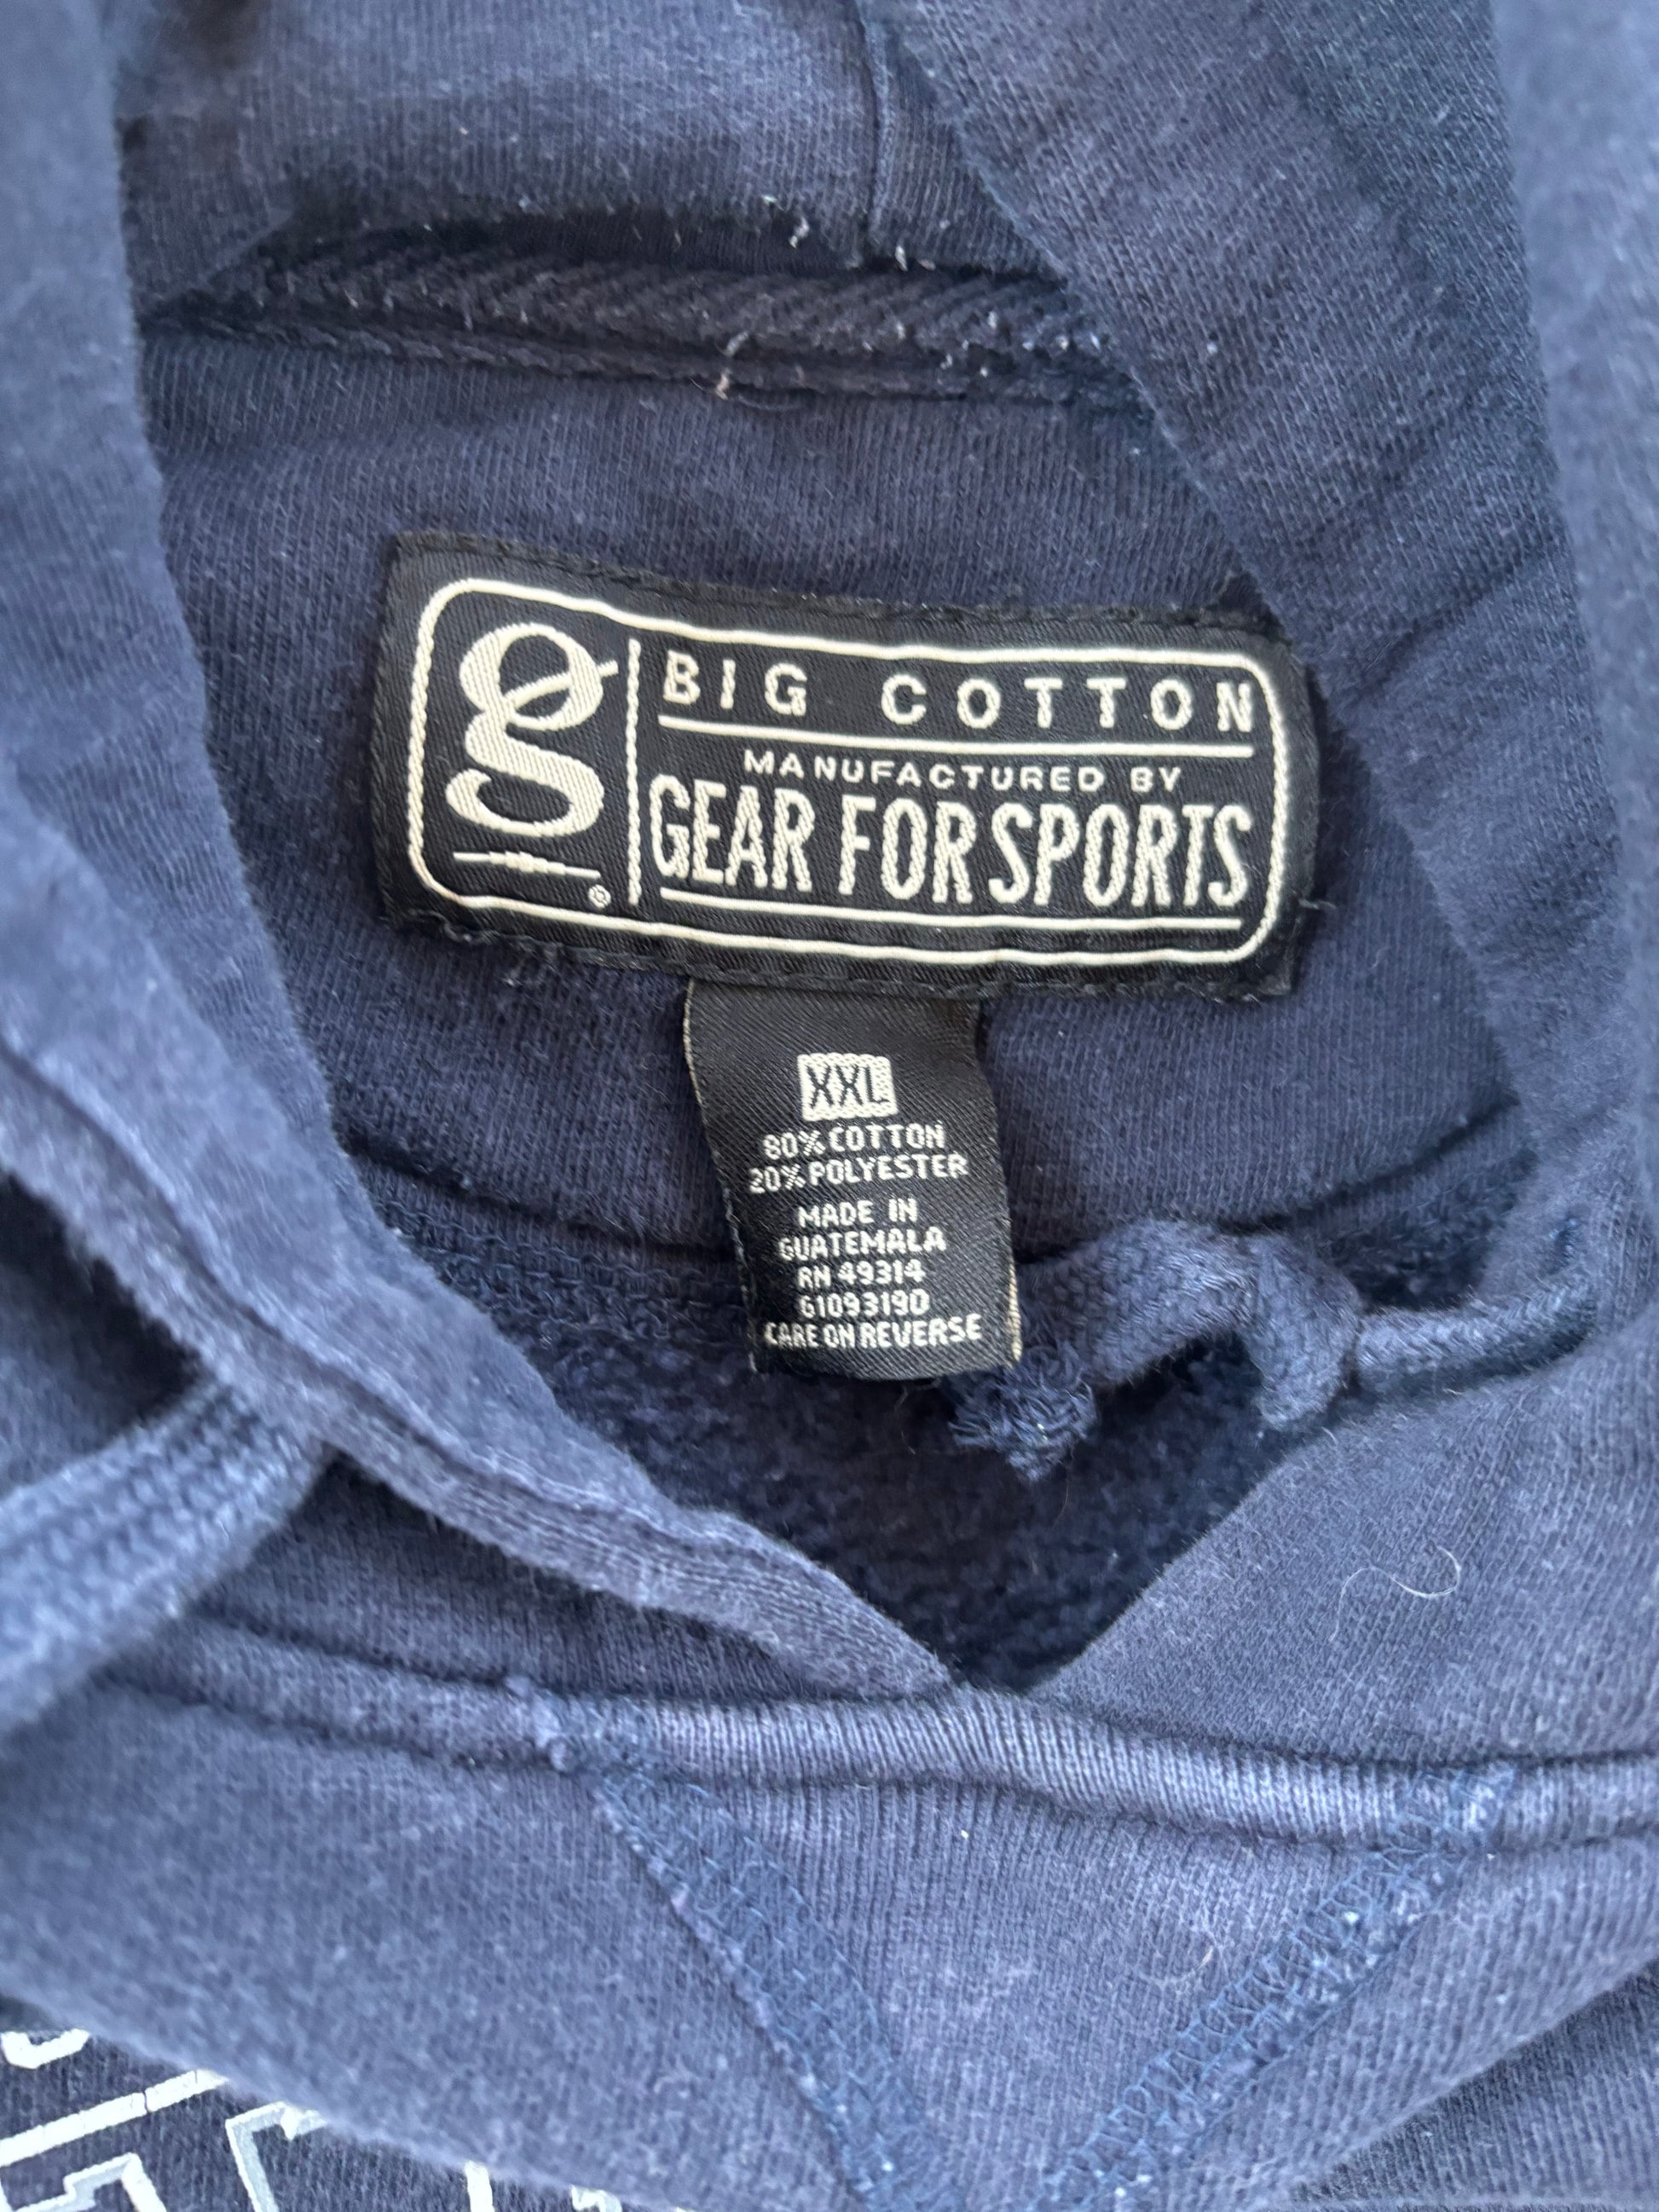 g
BIG COTTON
MANUFACTURED BY
GEAR FOR SPORTS
®
XXL
80% COTTON
20% POLYESTER
MADE IN
GUATEMALA
RN 49314
G1093190
CARE ON REVERSE